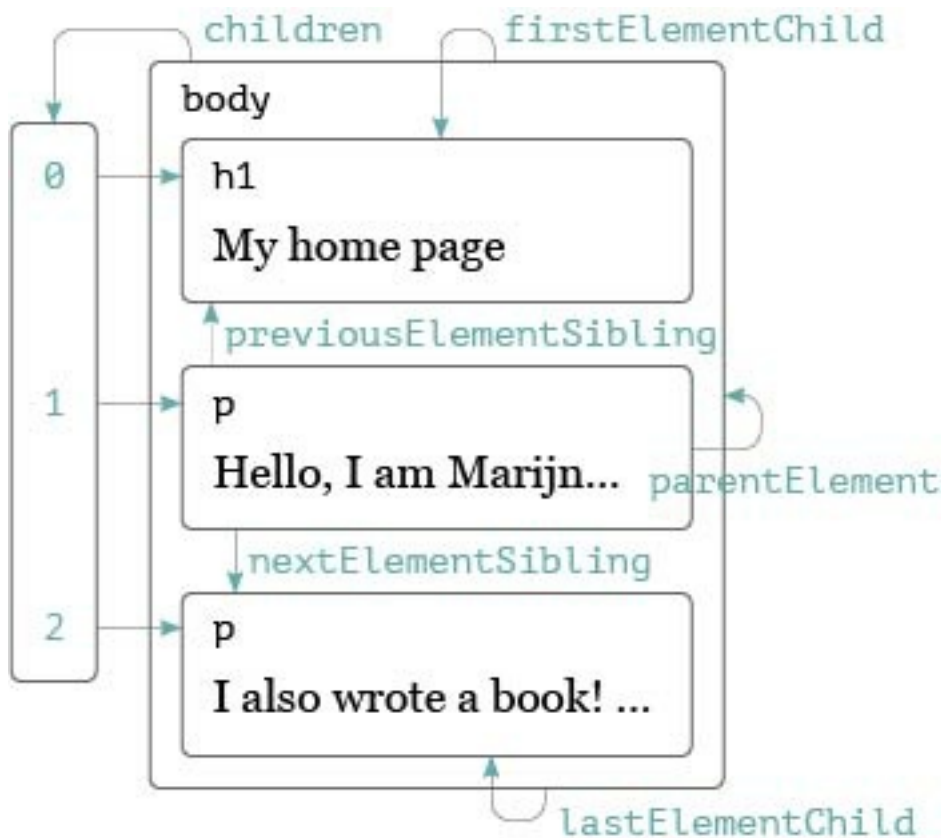 children
firstElementChild
body
0
h1
My home page
previousElementSibling
1
p
Hello, I am Marijn...
parentElement
nextElementSibling
2
p
I also wrote a book! ...
lastElementChild